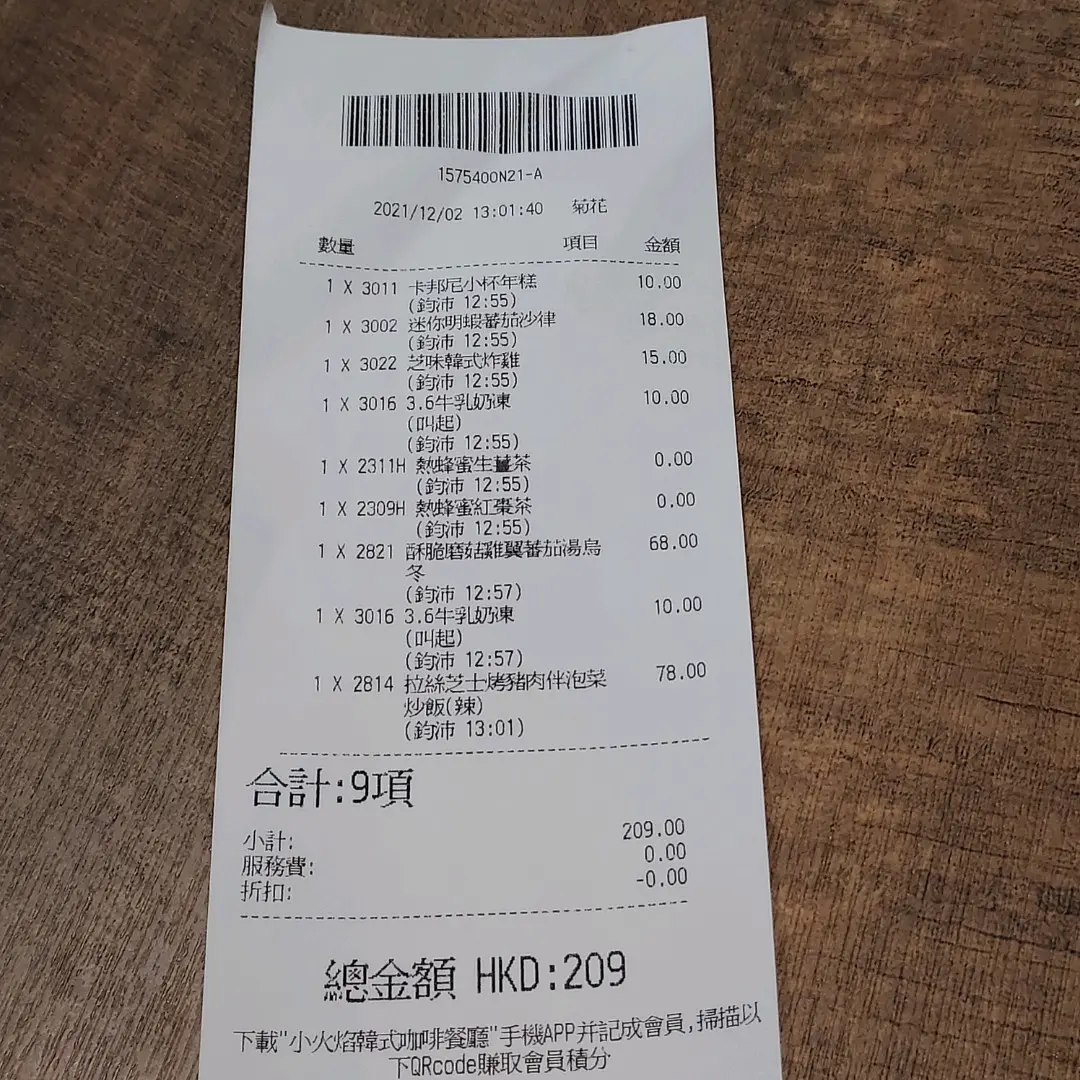 1575400N21-A
2021/12/02 13:01:40 菊花
數量 項目 金額
1 X 3011 卡邦尼小杯年糕 10.00
(鈞沛 12:55)
1 X 3002 迷你明蝦蕃茄沙律 18.00
(鈞沛 12:55)
1 X 3022 芝味韓式炸雞 15.00
(鈞沛 12:55)
1 X 3016 3.6牛乳奶凍 10.00
(叫起)
(鈞沛 12:55)
1 X 2311H 熱蜂蜜生薑茶 0.00
(鈞沛 12:55)
1 X 2309H 熱蜂蜜紅棗茶 0.00
(鈞沛 12:55)
1 X 2821 酥脆磨菇雞翼蕃茄湯烏 68.00
冬
(鈞沛 12:57)
1 X 3016 3.6牛乳奶凍 10.00
(叫起)
(鈞沛 12:57)
1 X 2814 拉絲芝士烤豬肉伴泡菜 78.00
炒飯(辣)
(鈞沛 13:01)
合計:9項
小計: 209.00
服務費: 0.00
折扣: -0.00
總金額 HKD:209
下載"小火焰韓式咖啡餐廳"手機APP并記成會員,掃描以
下QRcode賺取會員積分